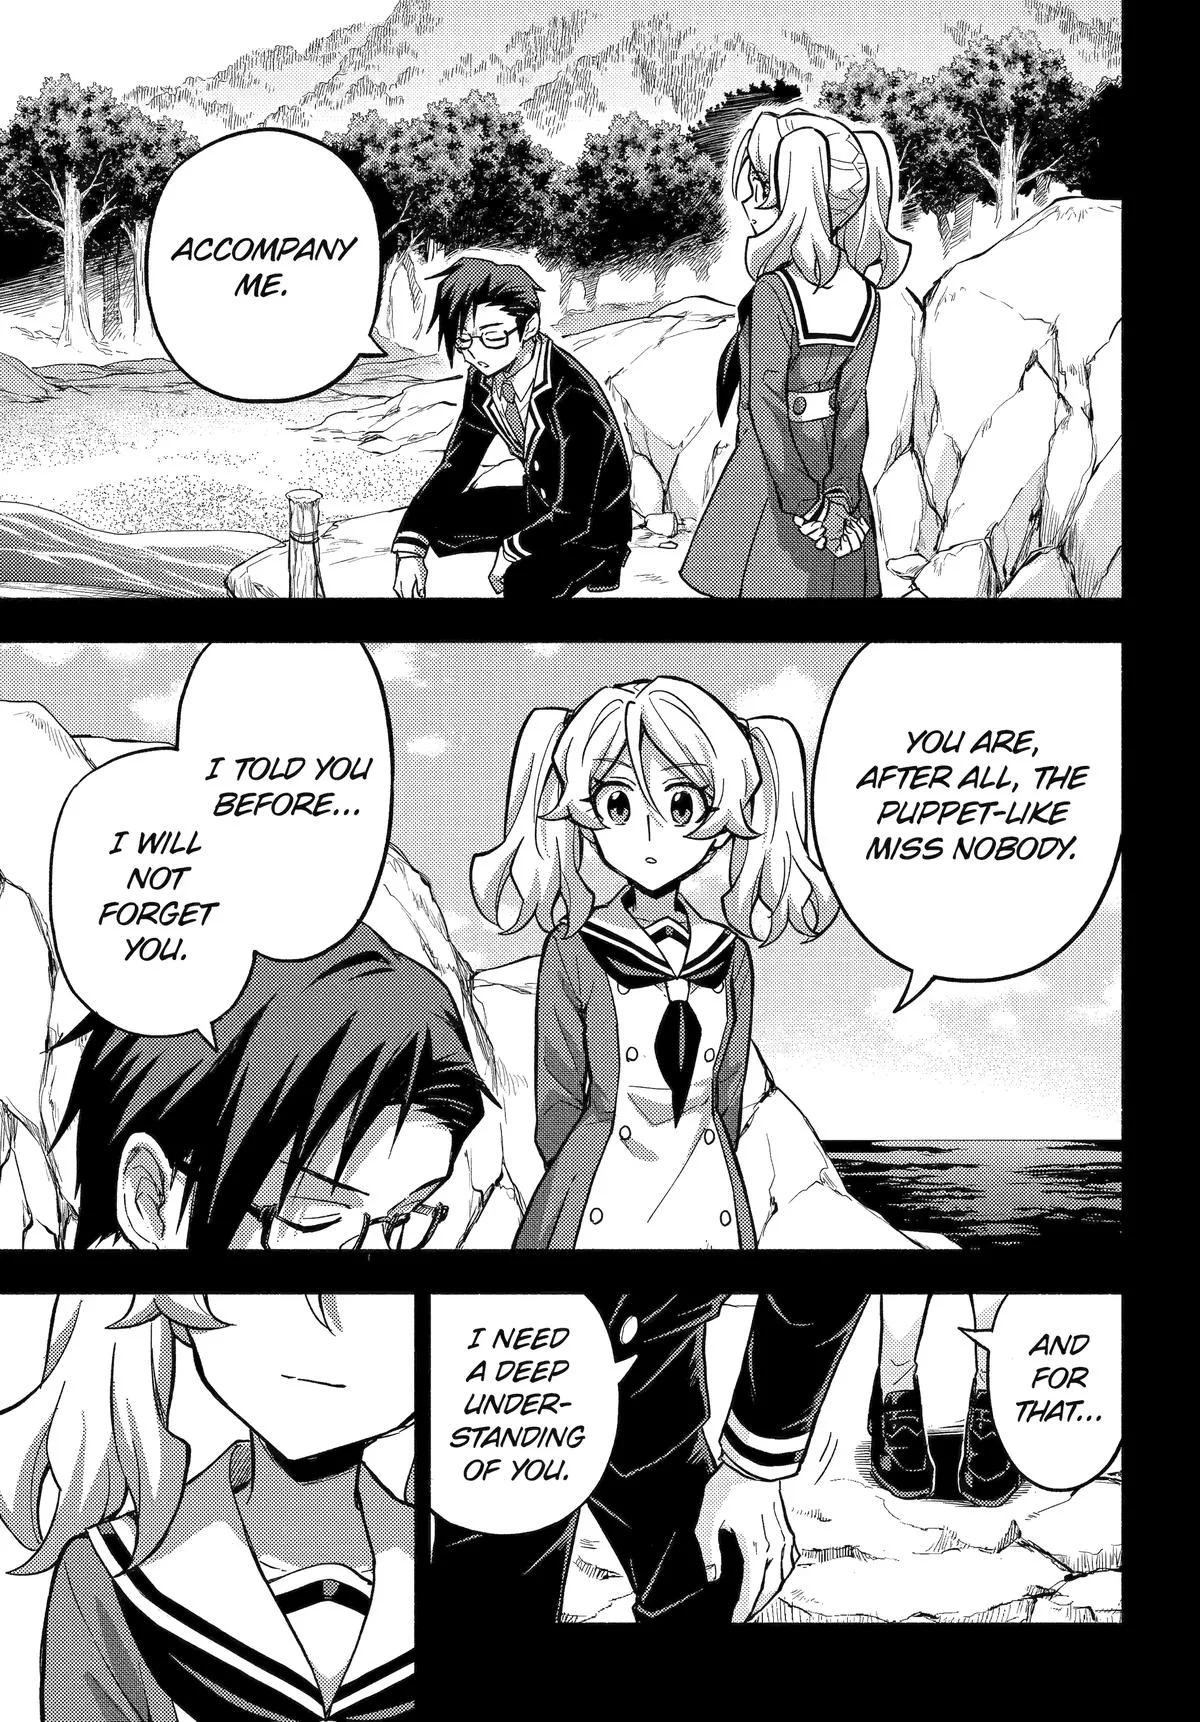 ACCOMPANY
ME.
YOU ARE,
AFTER ALL, THE
PUPPET-LIKE
MISS NOBODY.
I TOLD YOU
BEFORE...
I WILL
NOT
FORGET
YOU.
AND
FOR
THAT...
I NEED
A DEEP
UNDER-
STANDING
OF YOU.